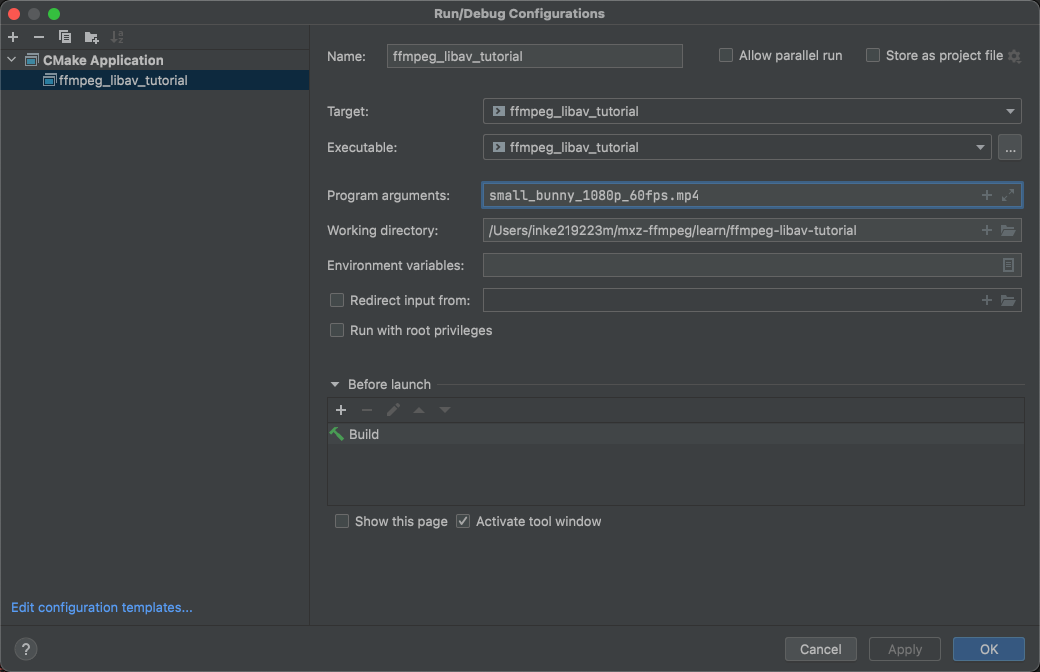 Run/Debug Configurations
CMake Application
ffmpeg_libav_tutorial
Edit configuration templates...
Name: ffmpeg_libav_tutorial Allow parallel run Store as project file
Target: ffmpeg_libav_tutorial
Executable: ffmpeg_libav_tutorial ...
Program arguments: small_bunny_1080p_60fps.mp4
Working directory: /Users/inke219223m/mxz-ffmpeg/learn/ffmpeg-libav-tutorial
Environment variables:
Redirect input from:
Run with root privileges
Before launch
Build
Show this page Activate tool window
? Cancel Apply OK